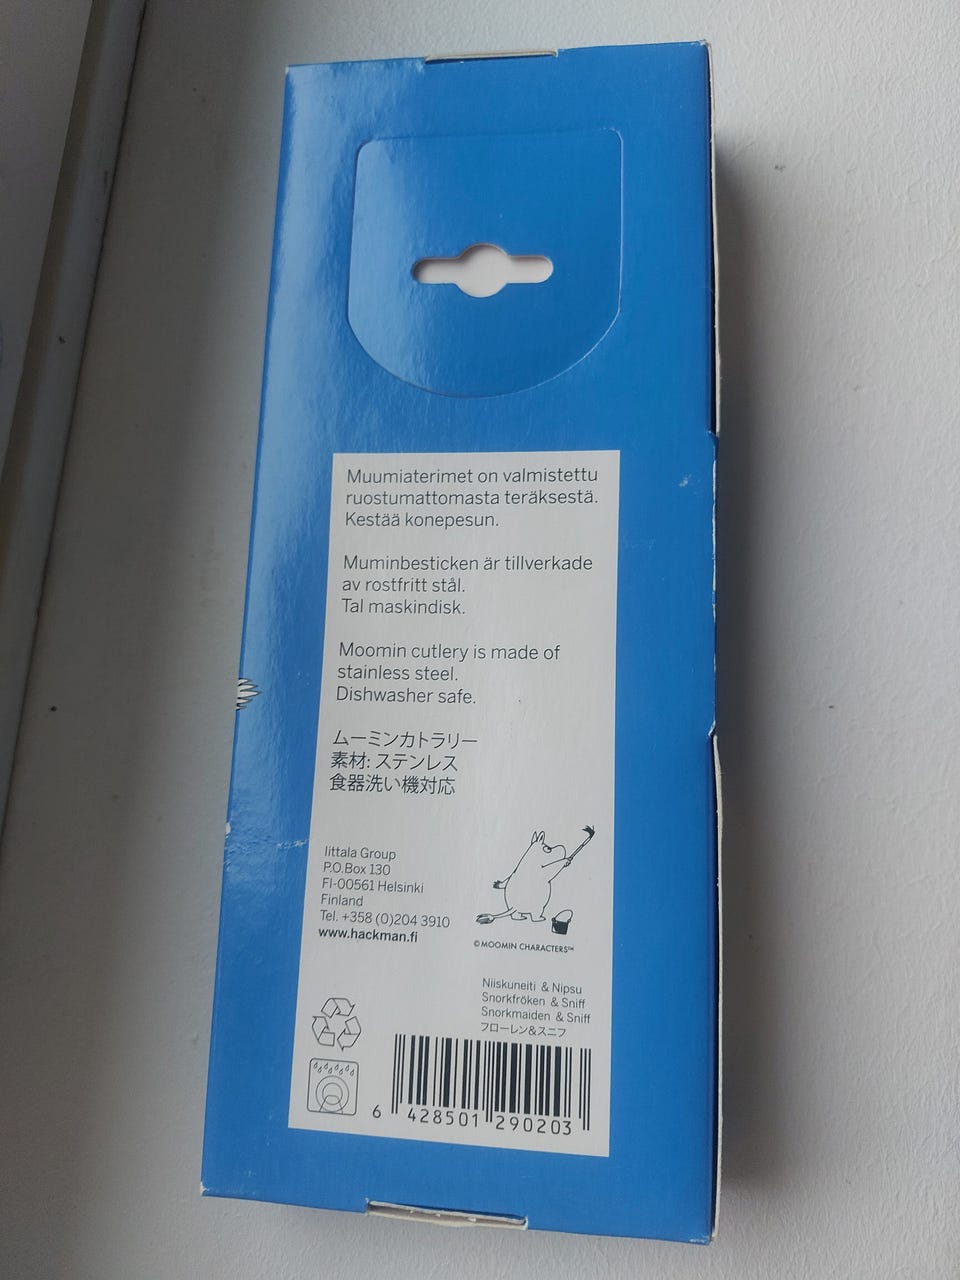 Muumiaterimet on valmistettu
ruostumattomasta teräksestä.
Kestää konepesun.
Muminbesticken är tillverkade
av rostfritt stål.
Tal maskindisk.
Moomin cutlery is made of
stainless steel.
Dishwasher safe.
ムーミンカトラリー
素材: ステンレス
食器洗い機対応
Iittala Group
P.O.Box 130
FI-00561 Helsinki
Finland
Tel. +358 (0)204 3910
www.hackman.fi
© MOOMIN CHARACTERS™
Niiskuneiti & Nipsu
Snorkfröken & Sniff
Snorkmaiden & Sniff
フローレン&スニフ
6 428501 290203